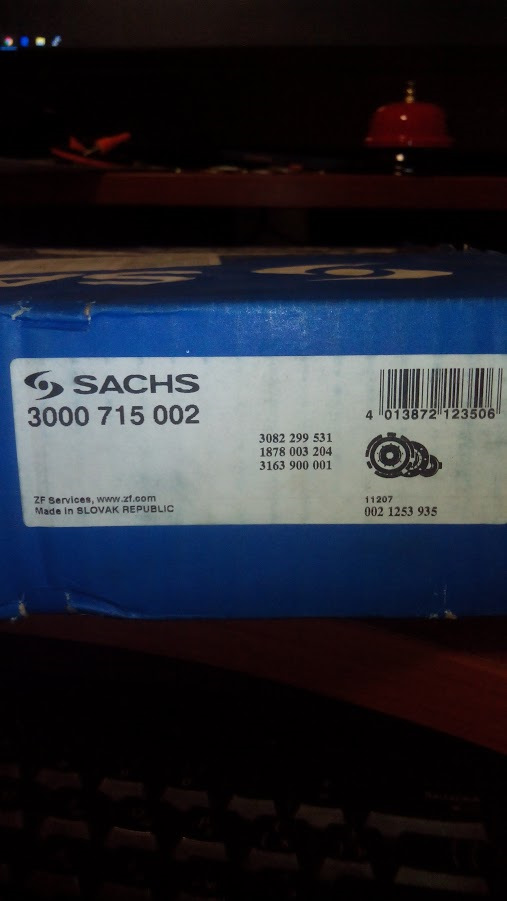 SACHS
3000 715 002
4 013872 123506
3082 299 531
1878 003 204
3163 900 001
ZF Services, www.zf.com
Made in SLOVAK REPUBLIC
11207
002 1253 935